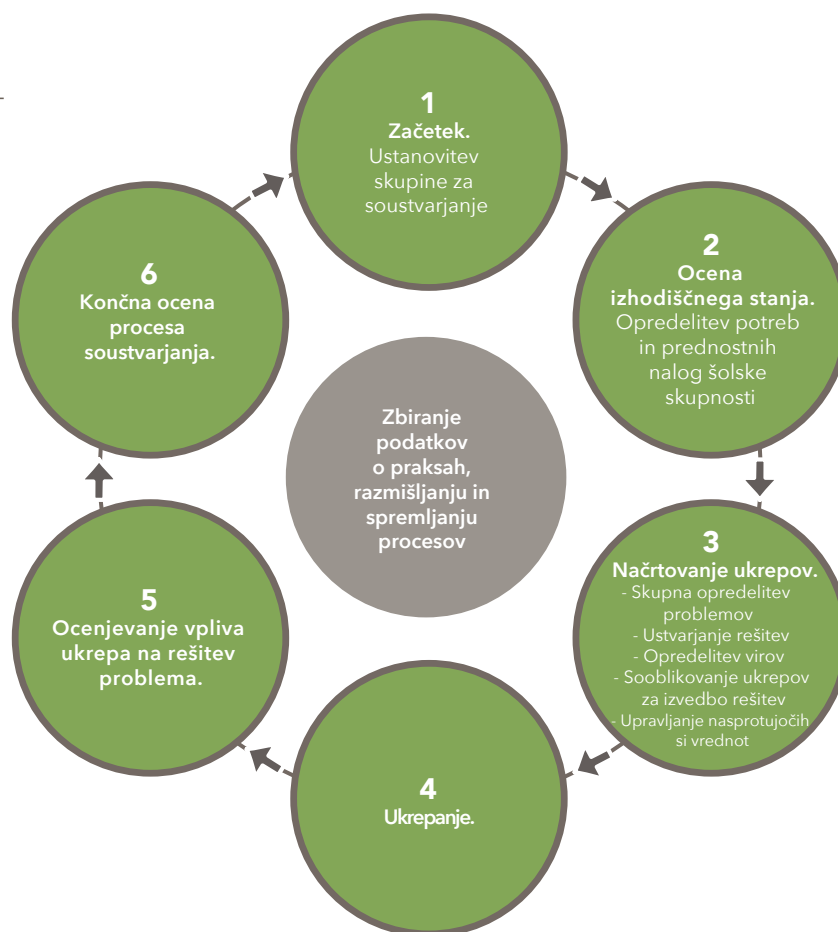 1
Začetek.
Ustanovitev
skupine za
soustvarjanje
2
Ocena
izhodiščnega stanja.
Opredelitev potreb
in prednostnih
nalog šolske
skupnosti
3
Načrtovanje ukrepov.
- Skupna opredelitev
problemov
- Ustvarjanje rešitev
- Opredelitev virov
- Sooblikovanje ukrepov
za izvedbo rešitev
- Upravljanje nasprotujočih
si vrednot
4
Ukrepanje.
5
Ocenjevanje vpliva
ukrepa na rešitev
problema.
6
Končna ocena
procesa
soustvarjanja.
Zbiranje
podatkov
o praksah,
razmišljanju in
spremljanju
procesov